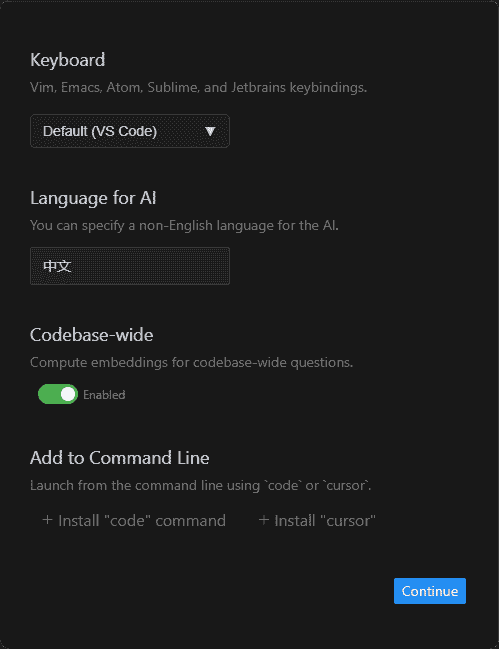 Keyboard
Vim, Emacs, Atom, Sublime, and Jetbrains keybindings.
Default (VS Code)
Language for AI
You can specify a non-English language for the AI.
中文
Codebase-wide
Compute embeddings for codebase-wide questions.
Enabled
Add to Command Line
Launch from the command line using `code` or `cursor`.
+ Install "code" command + Install "cursor"
Continue